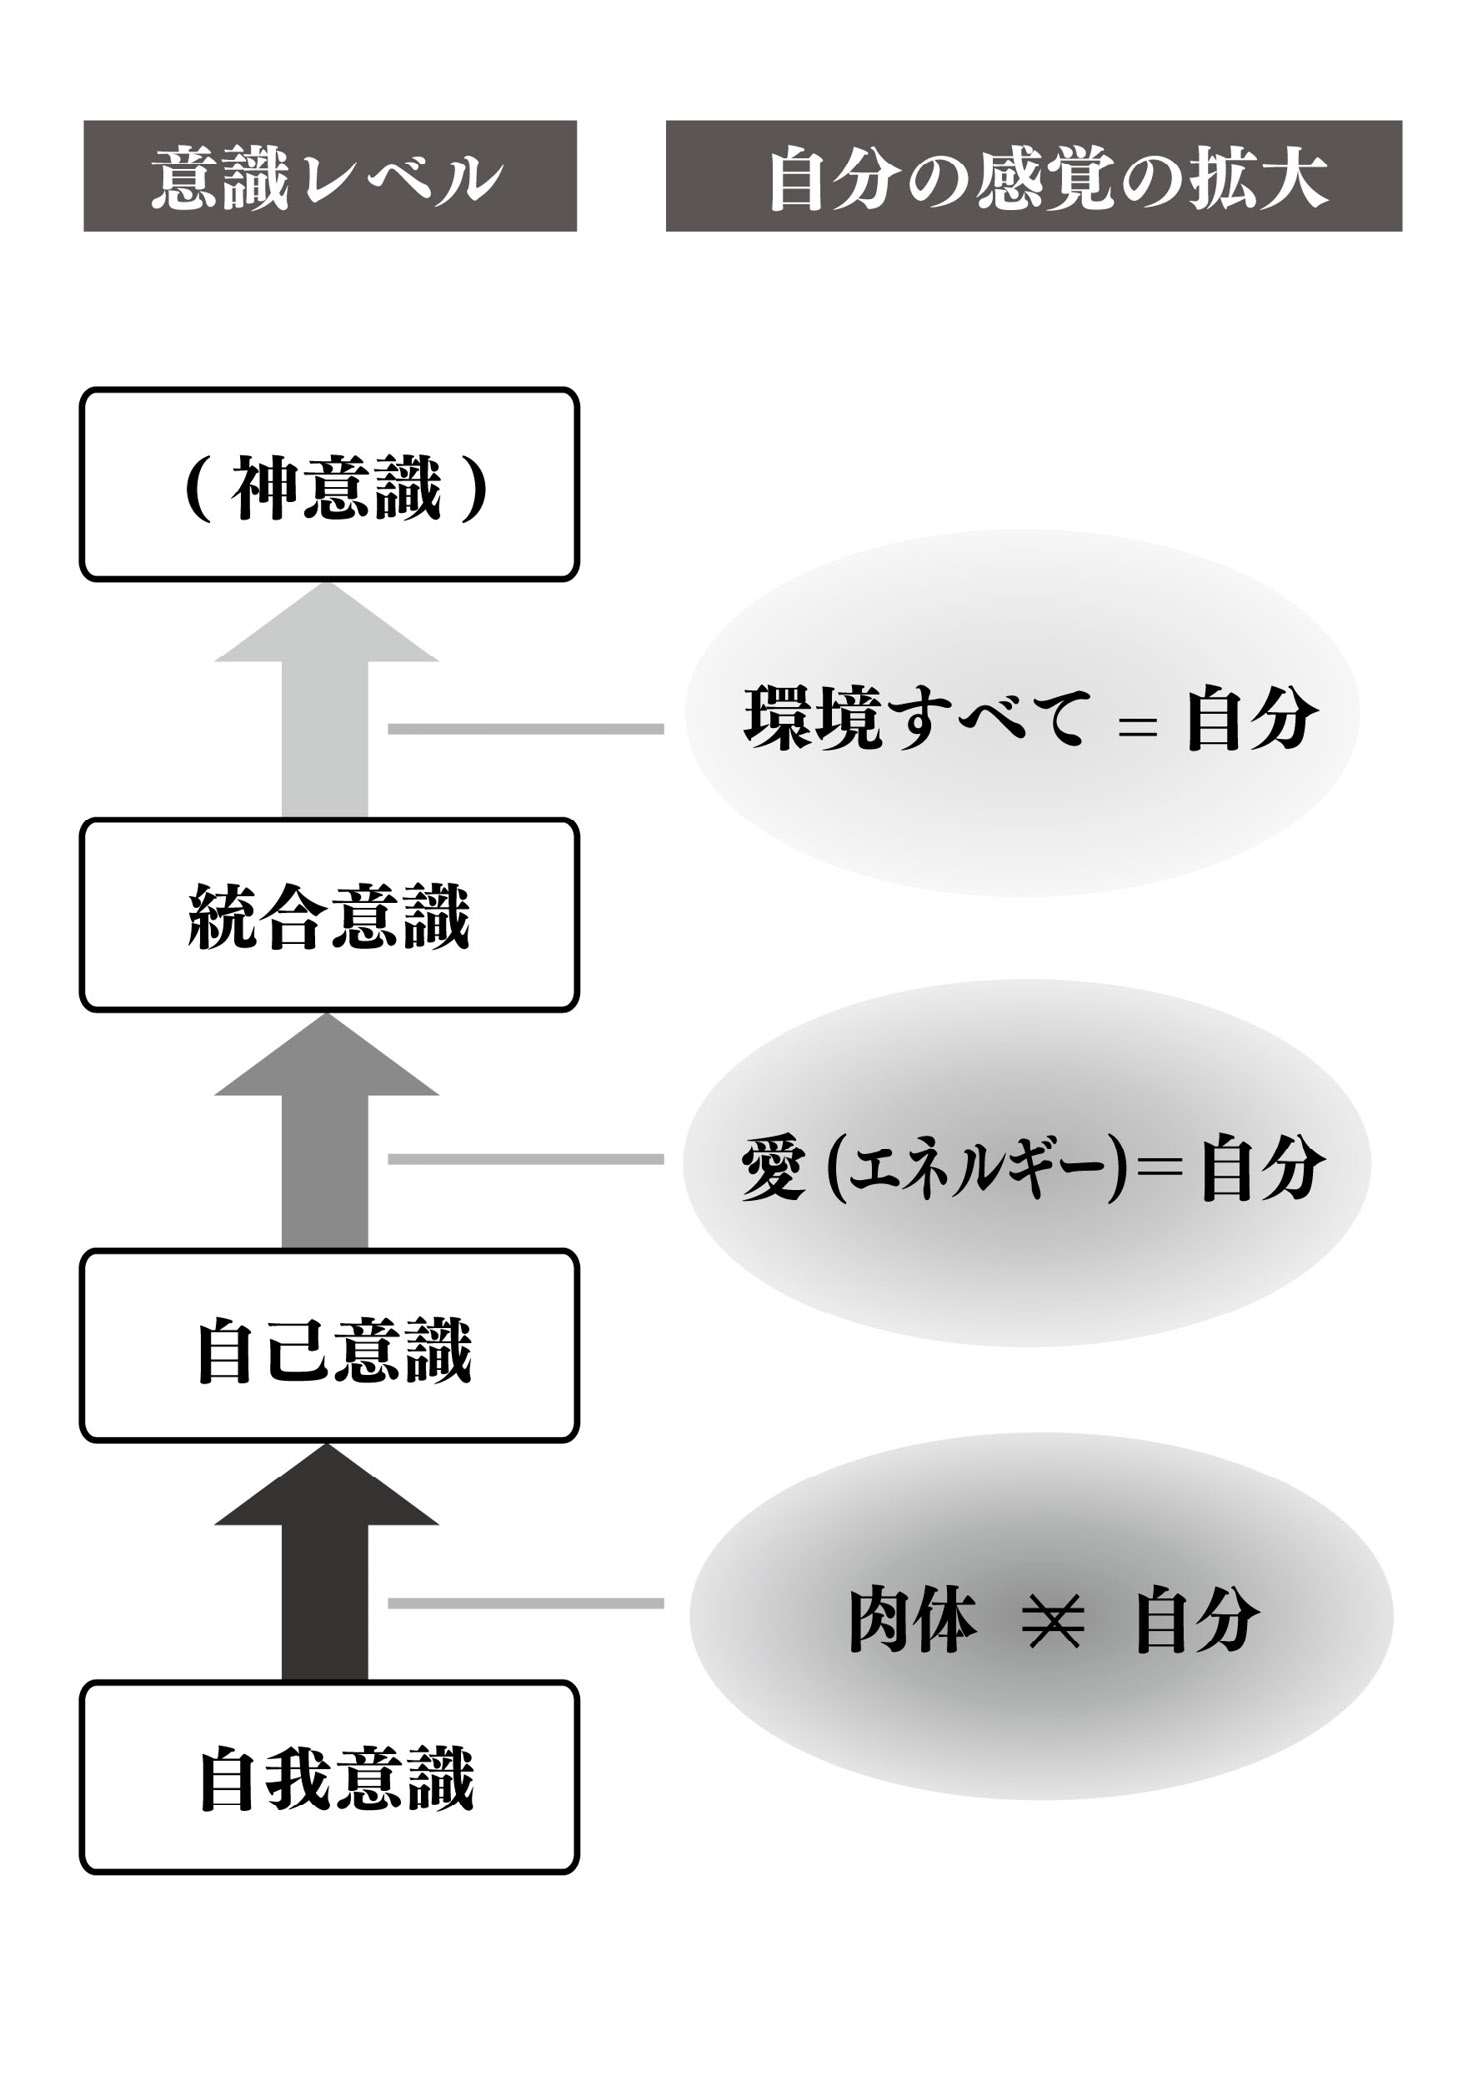 意識レベル
自分の感覚の拡大
(神意識)
環境すべて = 自分
統合意識
愛(エネルギー)=自分
自己意識
肉体 ≠ 自分
自我意識